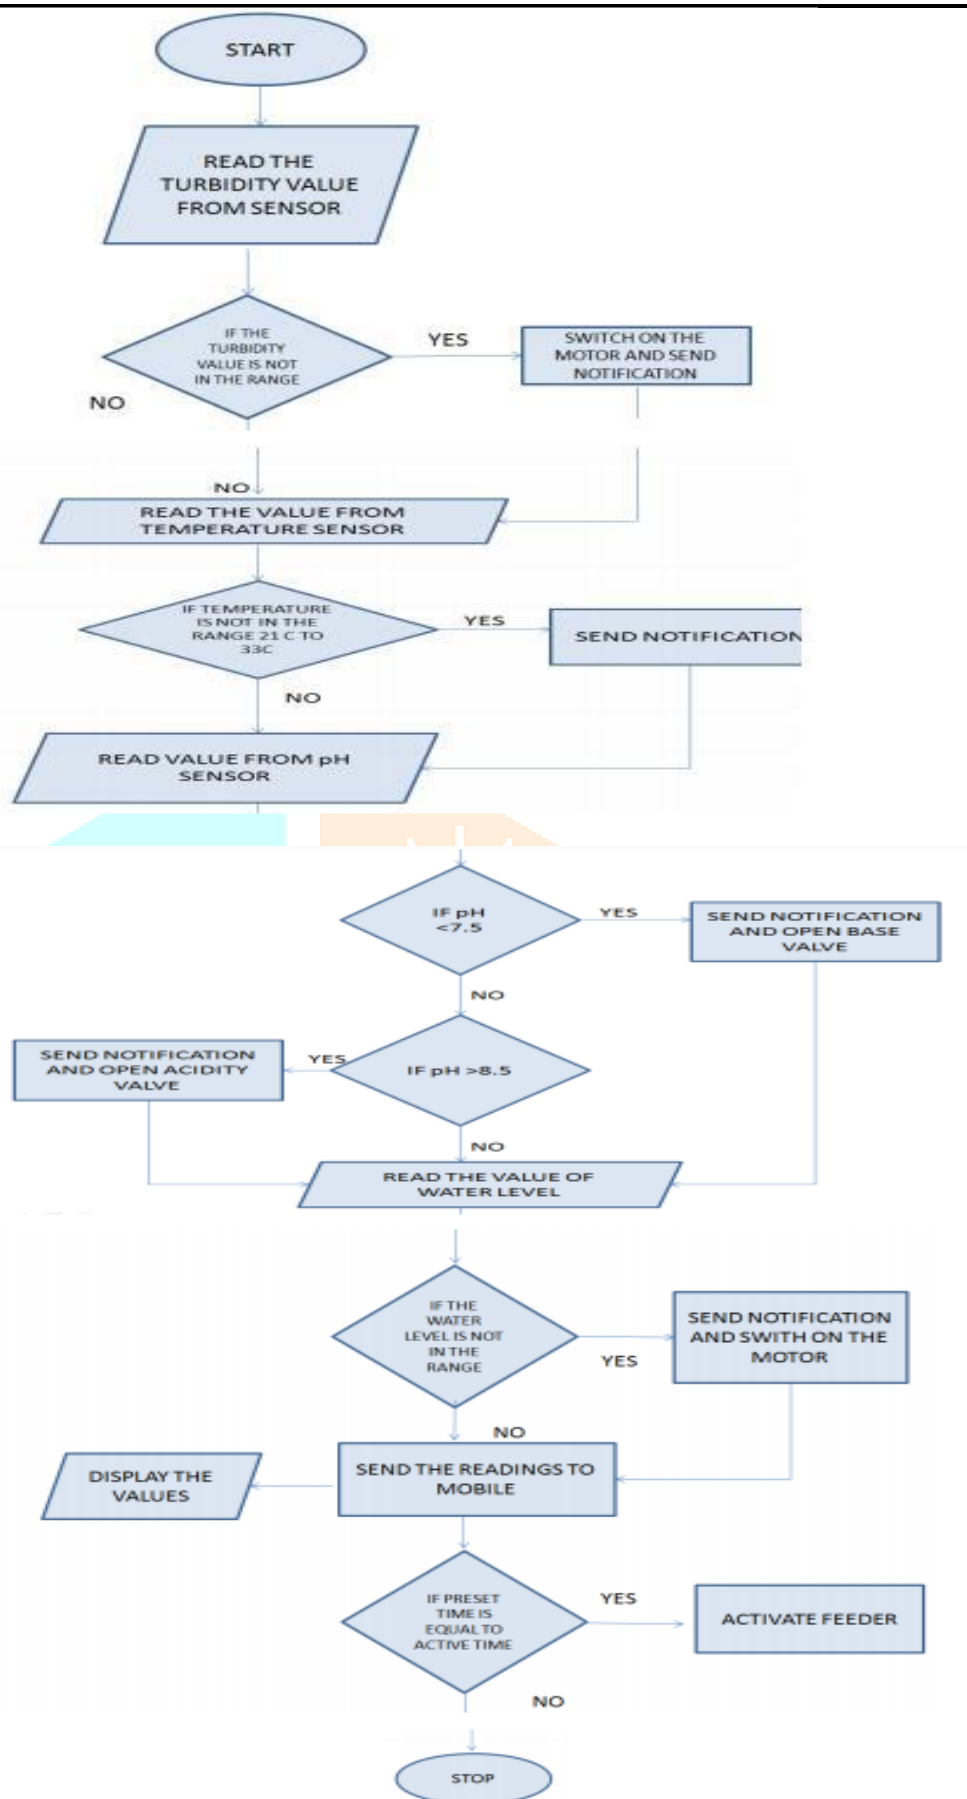 START
READ THE
TURBIDITY VALUE
FROM SENSOR
IF THE
TURBIDITY
VALUE IS NOT
IN THE RANGE
YES
SWITCH ON THE
MOTOR AND SEND
NOTIFICATION
NO
NO
READ THE VALUE FROM
TEMPERATURE SENSOR
IF TEMPERATURE
IS NOT IN THE
RANGE 21 C TO
33C
YES
SEND NOTIFICATION
NO
READ VALUE FROM pH
SENSOR
IF pH
<7.5
YES
SEND NOTIFICATION
AND OPEN BASE
VALVE
NO
IF pH >8.5
YES
SEND NOTIFICATION
AND OPEN ACIDITY
VALVE
NO
READ THE VALUE OF
WATER LEVEL
IF THE
WATER
LEVEL IS NOT
IN THE
RANGE
YES
SEND NOTIFICATION
AND SWITH ON THE
MOTOR
NO
SEND THE READINGS TO
MOBILE
DISPLAY THE
VALUES
IF PRESET
TIME IS
EQUAL TO
ACTIVE TIME
YES
ACTIVATE FEEDER
NO
STOP